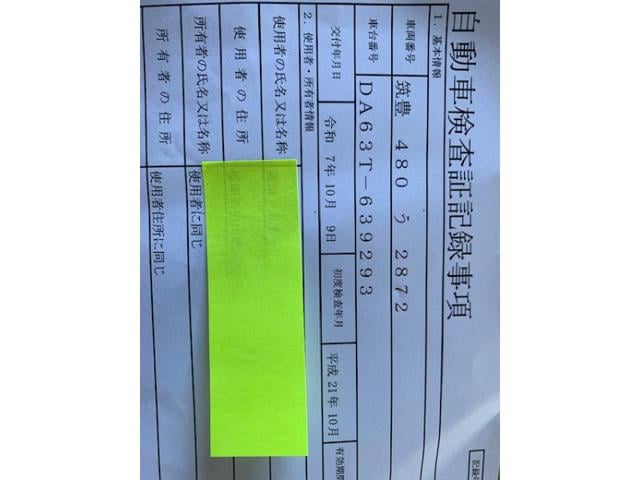 自動車検査証記録事項
記録年
1．基本情報
車両番号 筑豊 480 う 2872
車台番号 DA63T－639293
交付年月日 令和 7年 10月 9日 初度検査年月 平成 21年 10月 有効期間
2．使用者・所有者情報
使用者の氏名又は名称
使用者の住所
所有者の氏名又は名称 使用者に同じ
所有者の住所 使用者住所に同じ